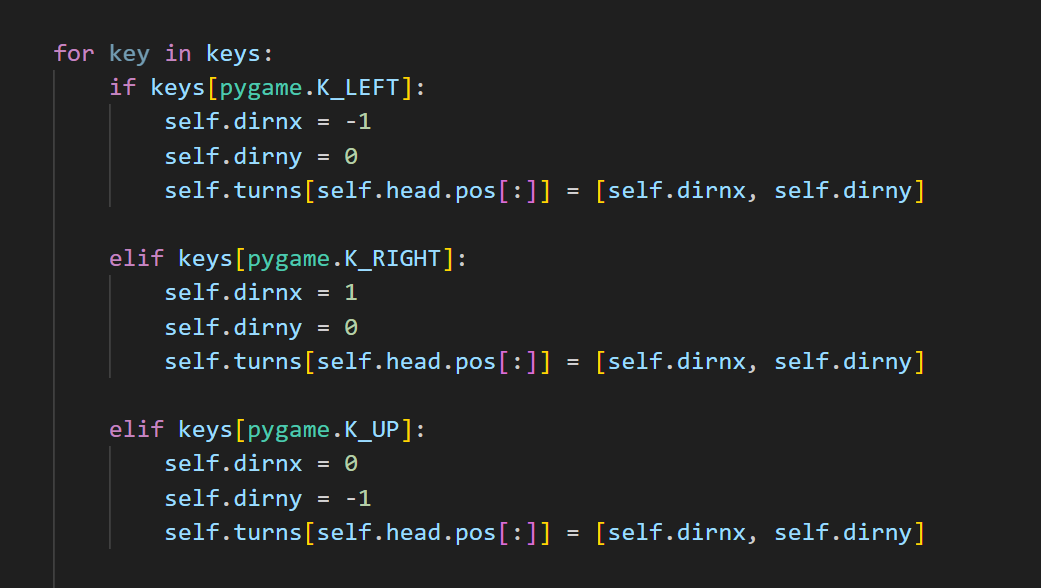 for key in keys:
    if keys[pygame.K_LEFT]:
        self.dirnx = -1
        self.dirny = 0
        self.turns[self.head.pos[:]] = [self.dirnx, self.dirny]

    elif keys[pygame.K_RIGHT]:
        self.dirnx = 1
        self.dirny = 0
        self.turns[self.head.pos[:]] = [self.dirnx, self.dirny]

    elif keys[pygame.K_UP]:
        self.dirnx = 0
        self.dirny = -1
        self.turns[self.head.pos[:]] = [self.dirnx, self.dirny]